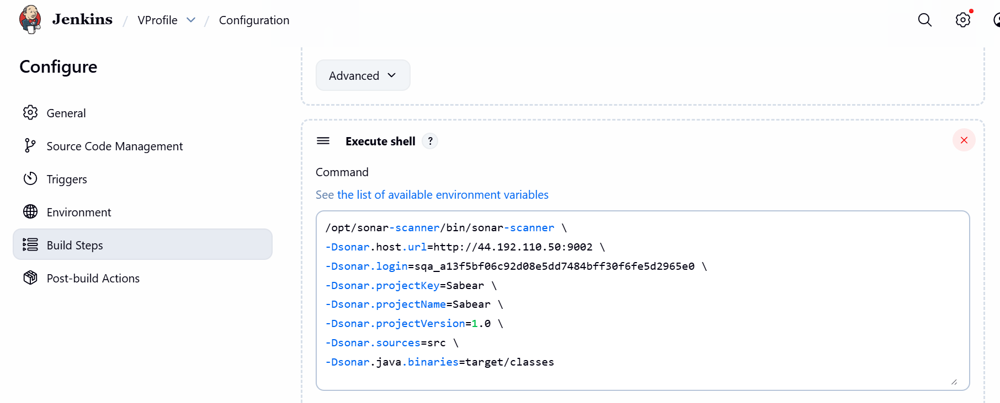 Jenkins / VProfile / Configuration
Configure
General
Source Code Management
Triggers
Environment
Build Steps
Post-build Actions
Advanced
Execute shell ?
Command
See the list of available environment variables
/opt/sonar-scanner/bin/sonar-scanner \
-Dsonar.host.url=http://44.192.110.50:9002 \
-Dsonar.login=sqa_a13f5bf06c92d08e5dd7484bff30f6fe5d2965e0 \
-Dsonar.projectKey=Sabear \
-Dsonar.projectName=Sabear \
-Dsonar.projectVersion=1.0 \
-Dsonar.sources=src \
-Dsonar.java.binaries=target/classes